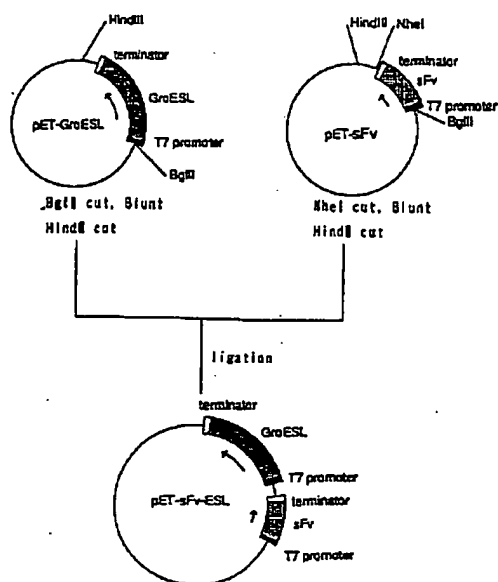 HindIII
terminator
GroESL
pET-GroESL
T7 promoter
BglII
BglII cut, Blunt
HindIII cut
HindIII
NheI
terminator
sFv
T7 promoter
pET-sFv
BglII
NheI cut, Blunt
HindIII cut
ligation
terminator
GroESL
T7 promoter
pET-sFv-ESL
terminator
sFv
T7 promoter